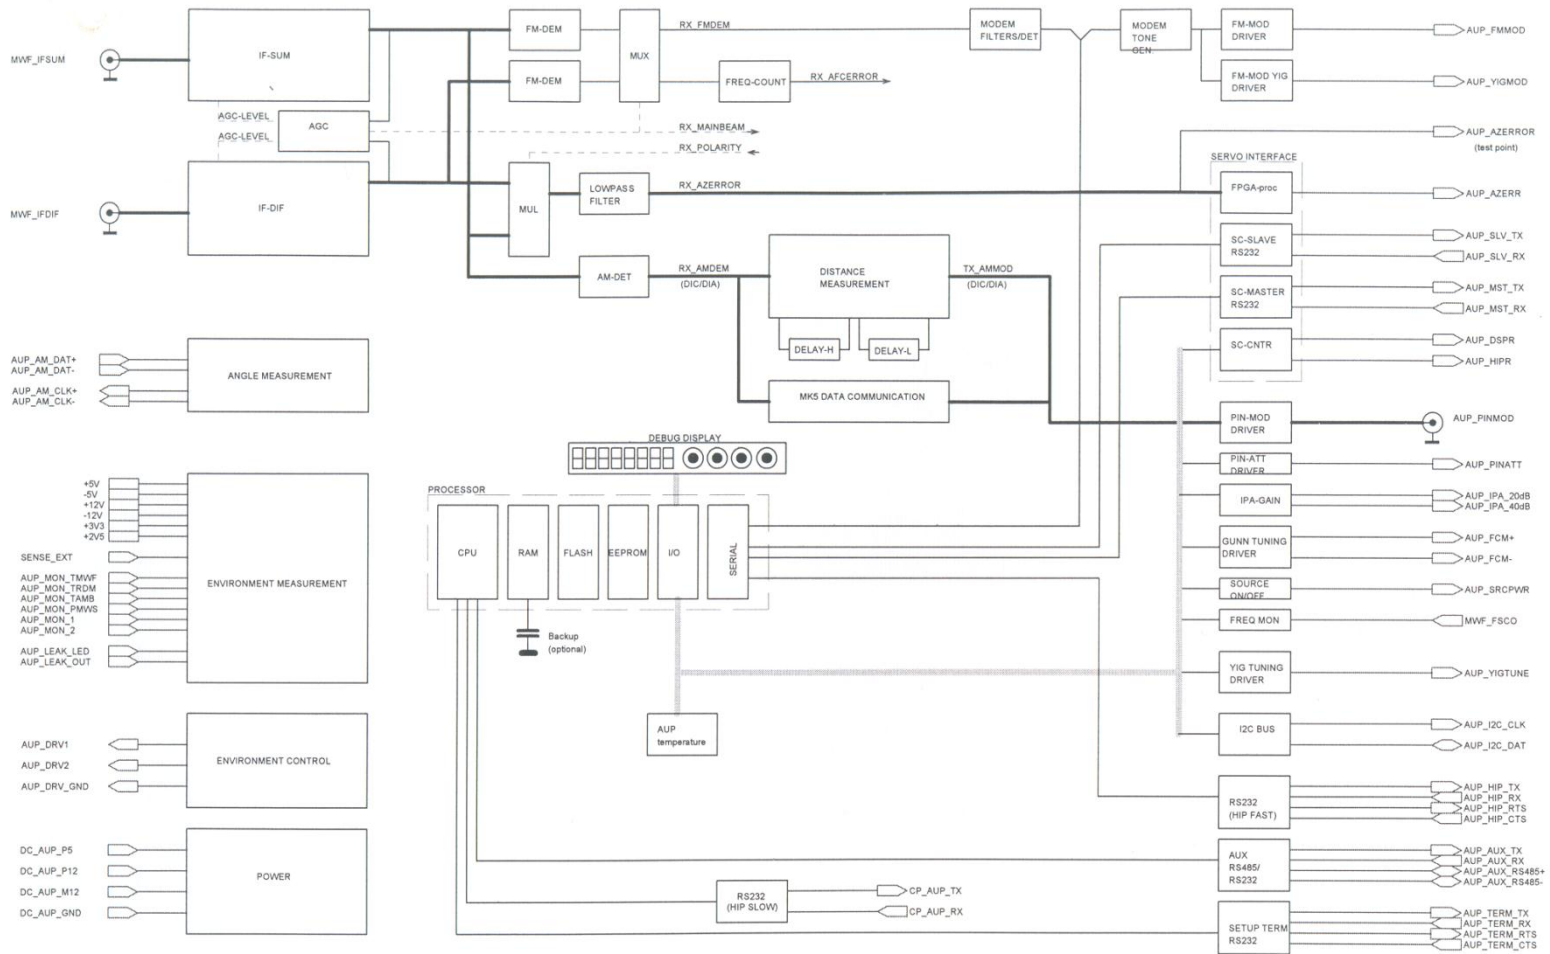 MWF_IFSUM
IF-SUM
AGC-LEVEL
AGC-LEVEL
AGC
MWF_IFDIF
IF-DIF
FM-DEM
FM-DEM
MUX
RX_FMDEM
FREQ-COUNT
RX_AFCERROR
RX_MAINBEAM
RX_POLARITY
MUL
LOWPASS
FILTER
RX_AZERROR
AM-DET
RX_AMDEM
(DIC/DIA)
DISTANCE
MEASUREMENT
TX_AMMOD
(DIC/DIA)
DELAY-H
DELAY-L
MK5 DATA COMMUNICATION
MODEM
FILTERS/DET
MODEM
TONE
GEN
FM-MOD
DRIVER
AUP_FMMOD
FM-MOD YIG
DRIVER
AUP_YIGMOD
AUP_AZERROR
(test point)
SERVO INTERFACE
FPGA-proc
AUP_AZERR
SC-SLAVE
RS232
AUP_SLV_TX
AUP_SLV_RX
SC-MASTER
RS232
AUP_MST_TX
AUP_MST_RX
SC-CNTR
AUP_DSPR
AUP_HIPR
PIN-MOD
DRIVER
AUP_PINMOD
PIN-ATT
DRIVER
AUP_PINATT
IPA-GAIN
AUP_IPA_20dB
AUP_IPA_40dB
GUNN TUNING
DRIVER
AUP_FCM+
AUP_FCM-
SOURCE
ON/OFF
AUP_SRCPWR
FREQ MON
MWF_FSCO
YIG TUNING
DRIVER
AUP_YIGTUNE
I2C BUS
AUP_I2C_CLK
AUP_I2C_DAT
RS232
(HIP FAST)
AUP_HIP_TX
AUP_HIP_RX
AUP_HIP_RTS
AUP_HIP_CTS
AUX
RS485/
RS232
AUP_AUX_TX
AUP_AUX_RX
AUP_AUX_RS485+
AUP_AUX_RS485-
SETUP TERM
RS232
AUP_TERM_TX
AUP_TERM_RX
AUP_TERM_RTS
AUP_TERM_CTS
AUP_AM_DAT+
AUP_AM_DAT-
AUP_AM_CLK+
AUP_AM_CLK-
ANGLE MEASUREMENT
+5V
-5V
+12V
-12V
+3V3
+2V5
SENSE_EXT
AUP_MON_TMWF
AUP_MON_TRDM
AUP_MON_TAMB
AUP_MON_PMWS
AUP_MON_1
AUP_MON_2
AUP_LEAK_LED
AUP_LEAK_OUT
ENVIRONMENT MEASUREMENT
AUP_DRV1
AUP_DRV2
AUP_DRV_GND
ENVIRONMENT CONTROL
DC_AUP_P5
DC_AUP_P12
DC_AUP_M12
DC_AUP_GND
POWER
DEBUG DISPLAY
PROCESSOR
CPU
RAM
FLASH
EEPROM
I/O
SERIAL
Backup
(optional)
AUP
temperature
RS232
(HIP SLOW)
CP_AUP_TX
CP_AUP_RX